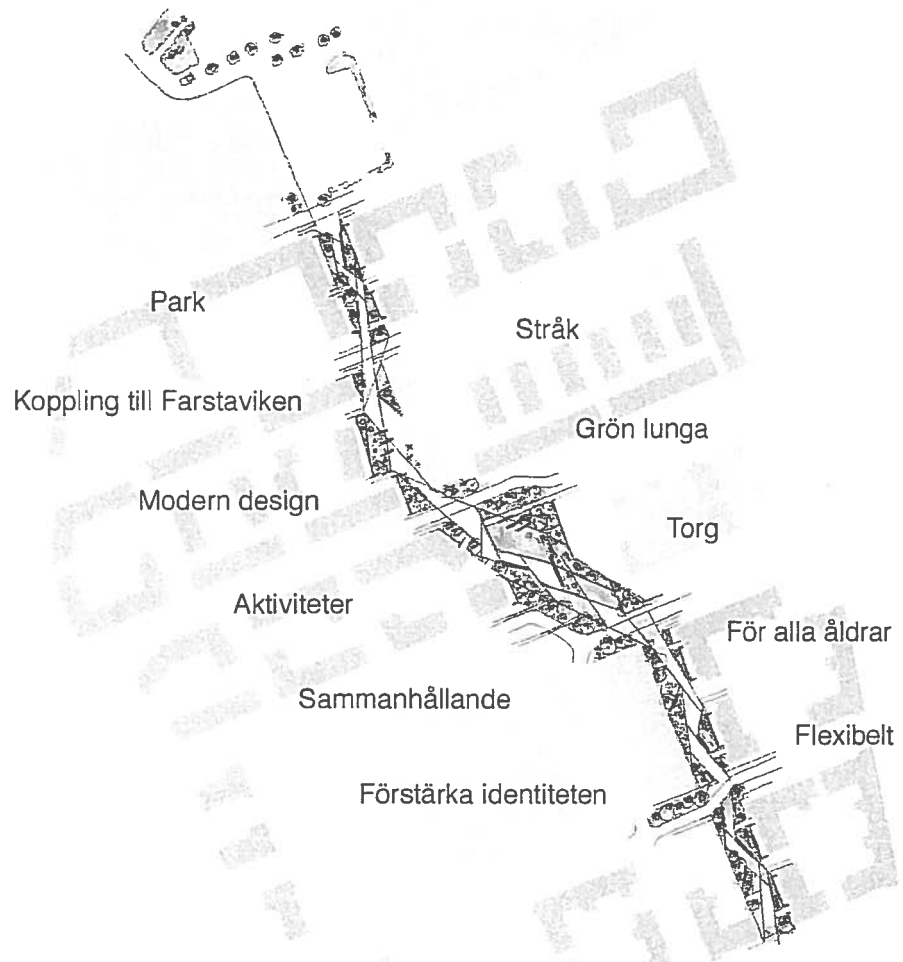 Park
Stråk
Koppling till Farstaviken
Grön lunga
Modern design
Torg
Aktiviteter
För alla åldrar
Sammanhållande
Flexibelt
Förstärka identiteten